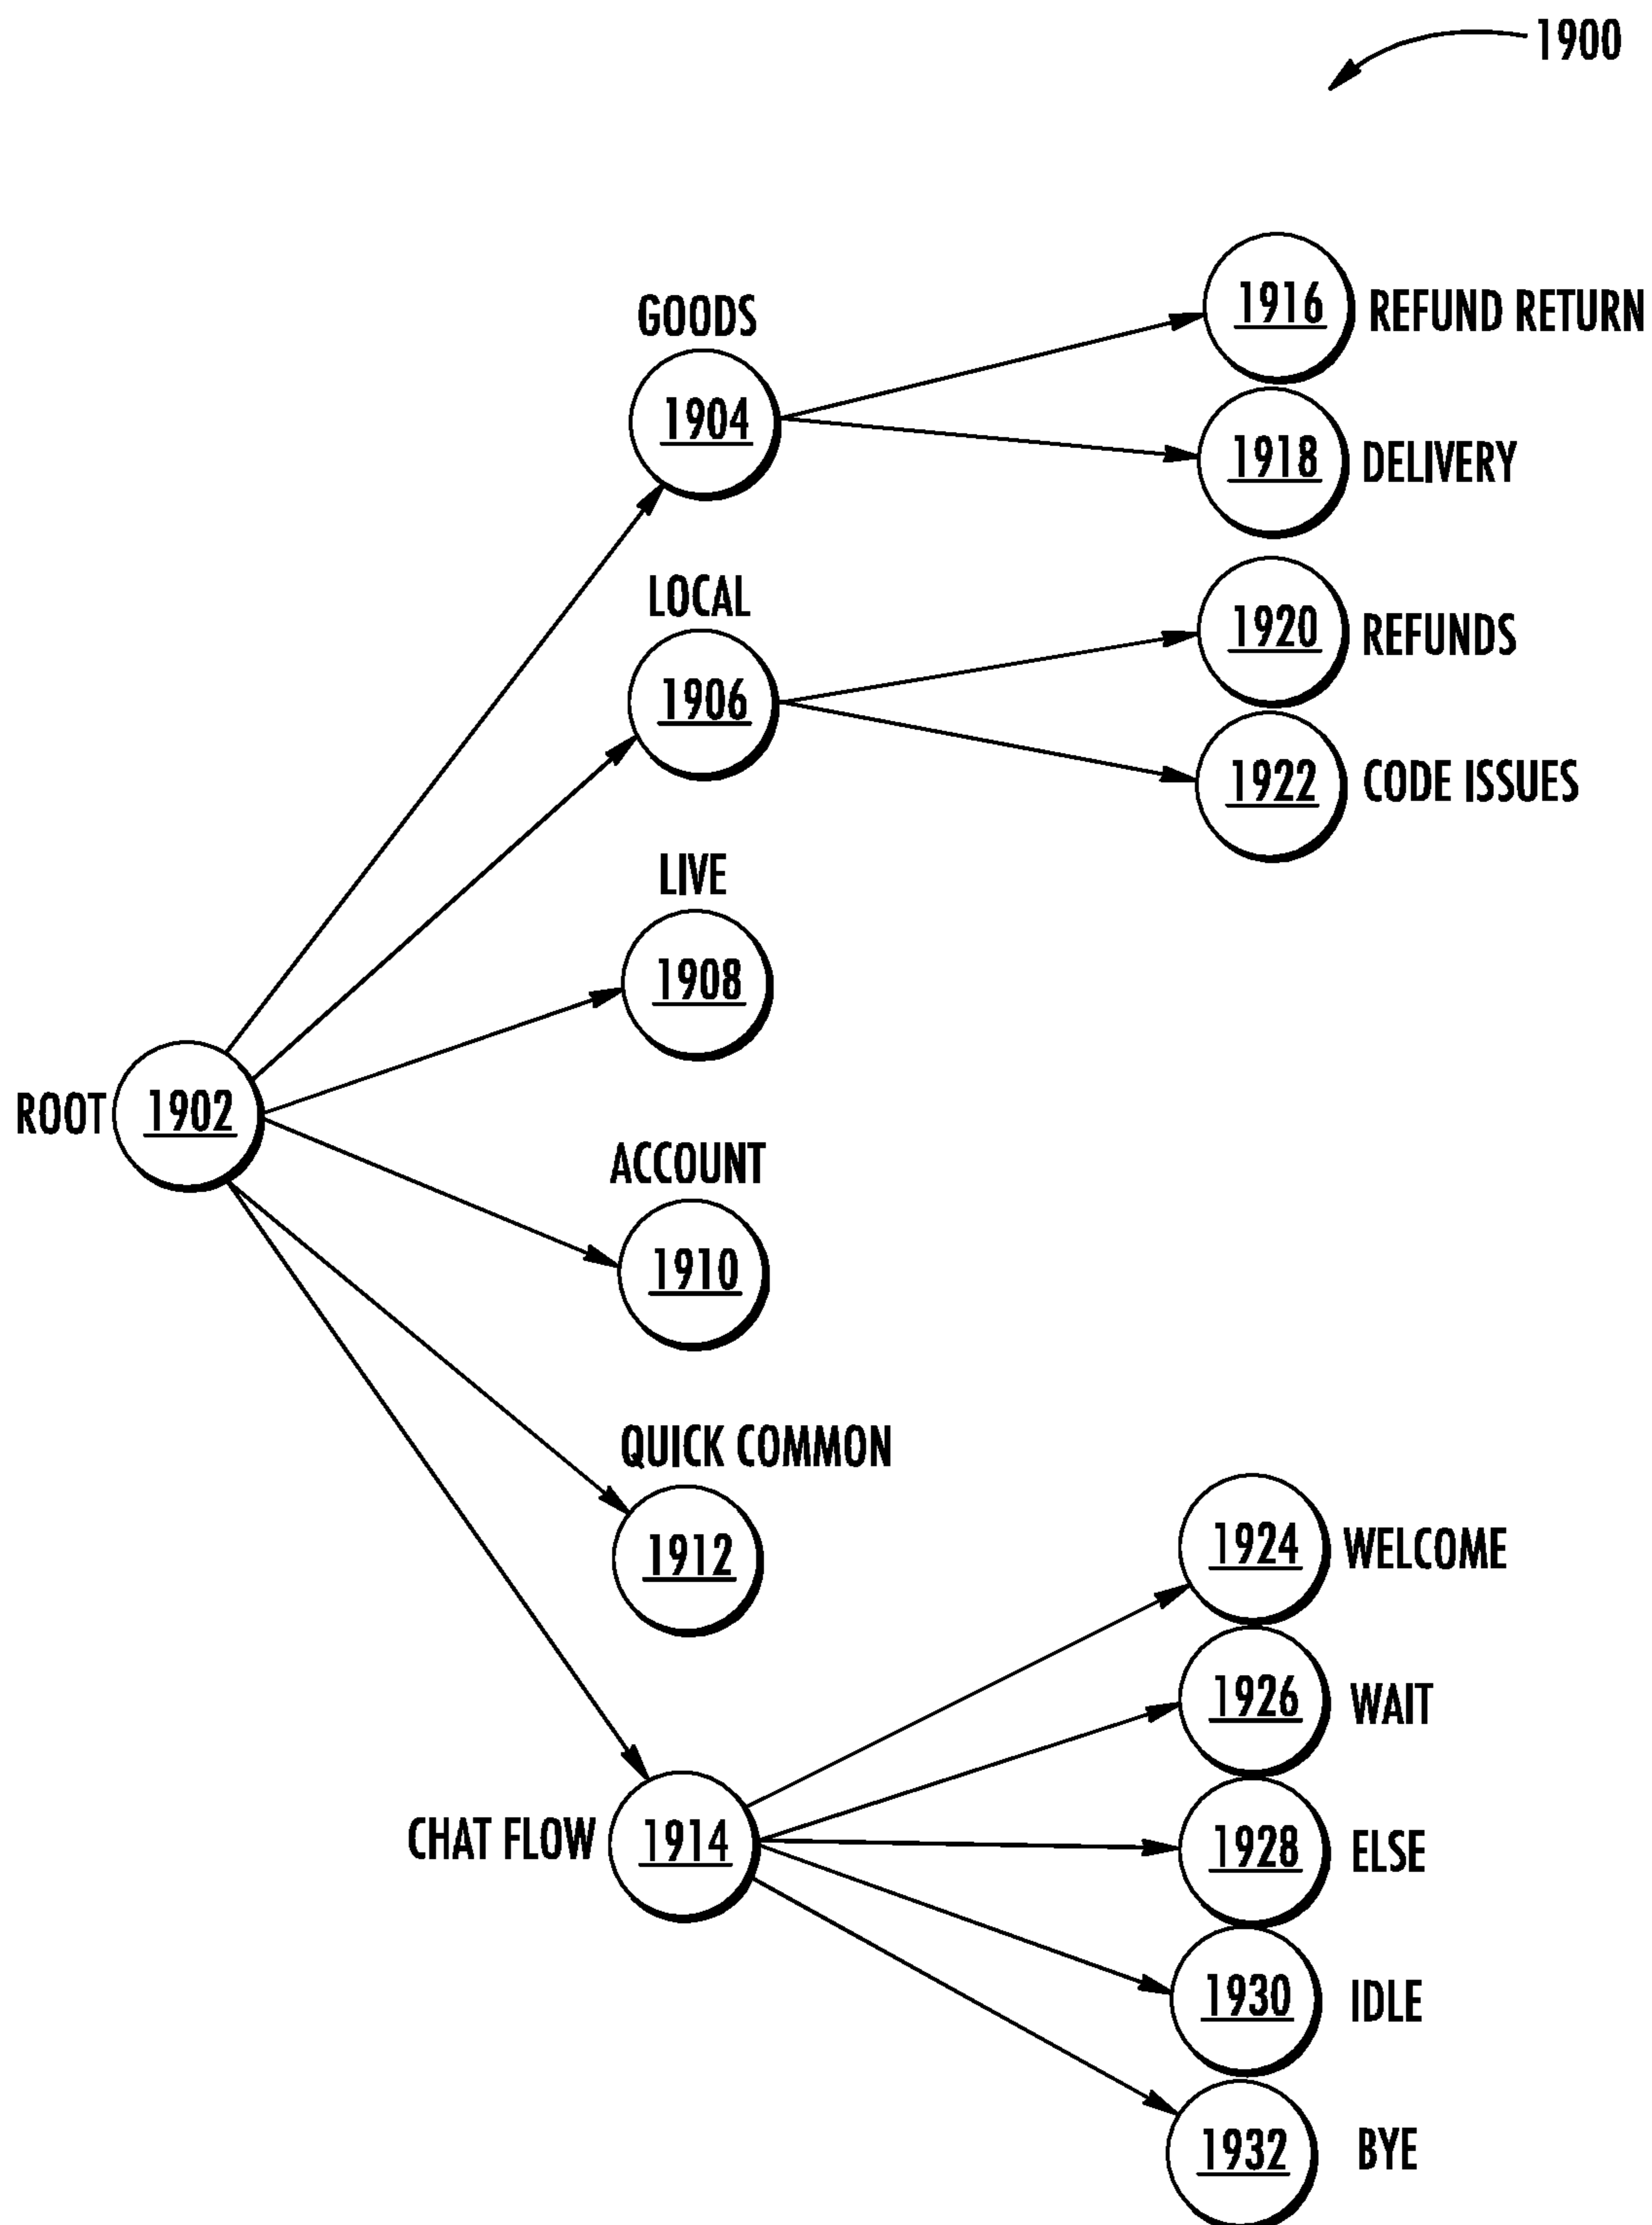 1900
GOODS
1904
1916 REFUND RETURN
1918 DELIVERY
LOCAL
1906
1920 REFUNDS
1922 CODE ISSUES
LIVE
1908
ROOT 1902
ACCOUNT
1910
QUICK COMMON
1912
CHAT FLOW 1914
1924 WELCOME
1926 WAIT
1928 ELSE
1930 IDLE
1932 BYE